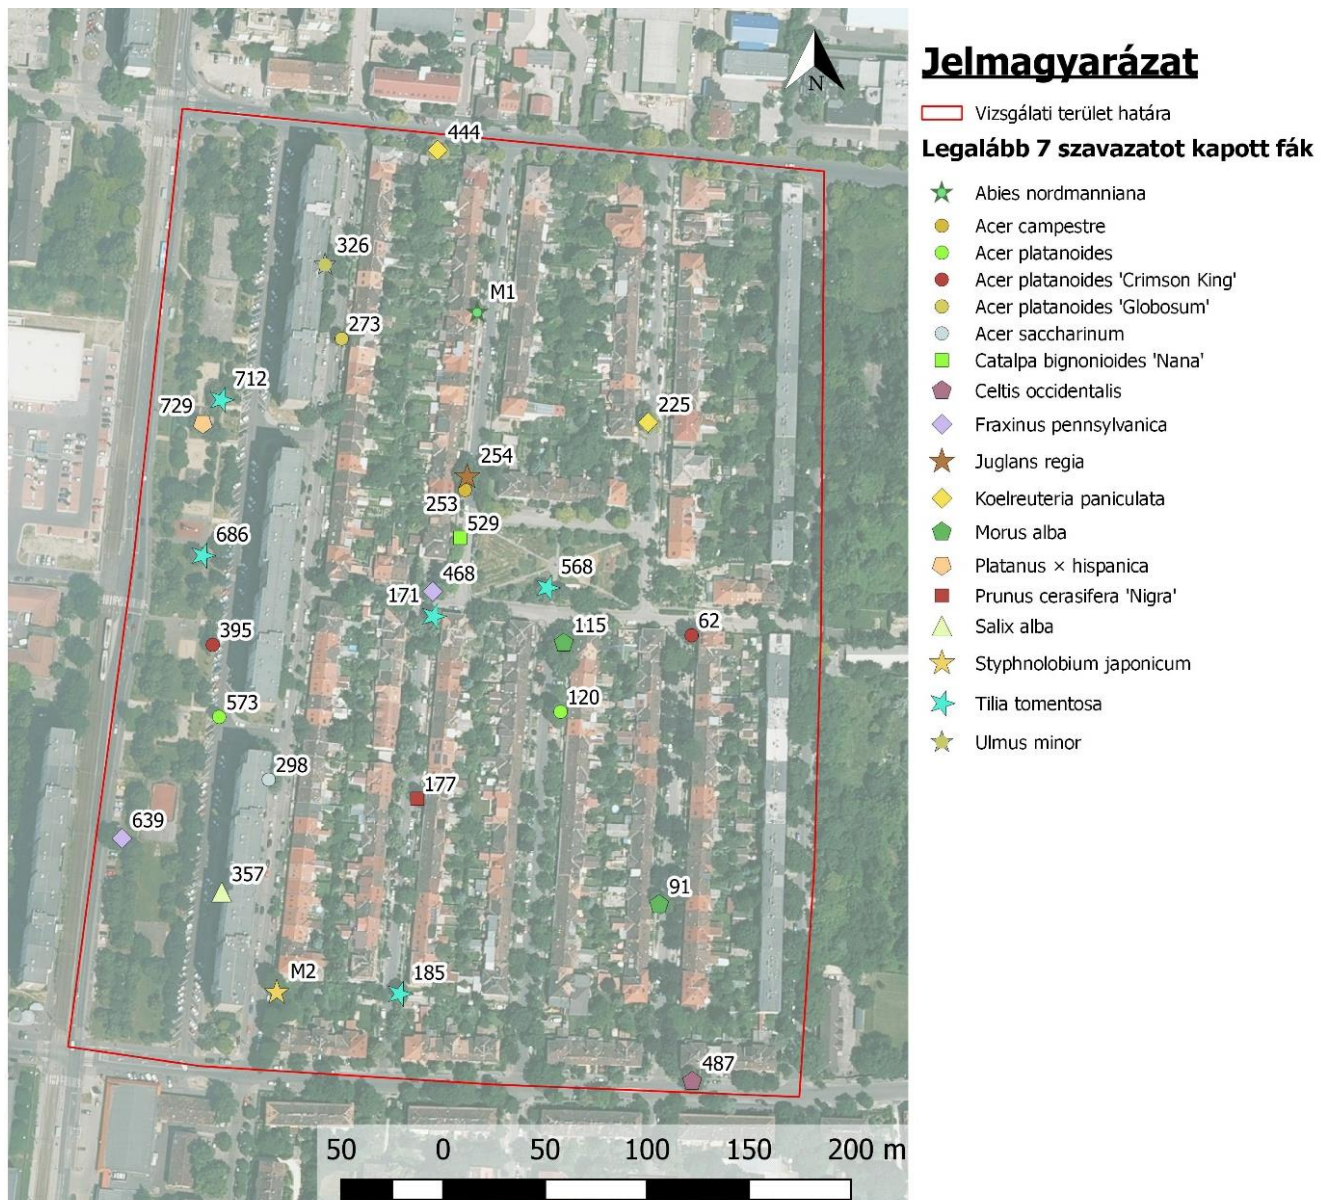 Jelmagyarázat
Vizsgálati terület határa
Legalább 7 szavazatot kapott fák
Abies nordmanniana
Acer campestre
Acer platanoides
Acer platanoides 'Crimson King'
Acer platanoides 'Globosum'
Acer saccharinum
Catalpa bignonioides 'Nana'
Celtis occidentalis
Fraxinus pennsylvanica
Juglans regia
Koelreuteria paniculata
Morus alba
Platanus × hispanica
Prunus cerasifera 'Nigra'
Salix alba
Styphnolobium japonicum
Tilia tomentosa
Ulmus minor
N
444
326
M1
273
712
729
225
254
253
529
686
468
568
171
115
62
395
573
120
298
177
639
357
91
M2
185
487
50 0 50 100 150 200 m